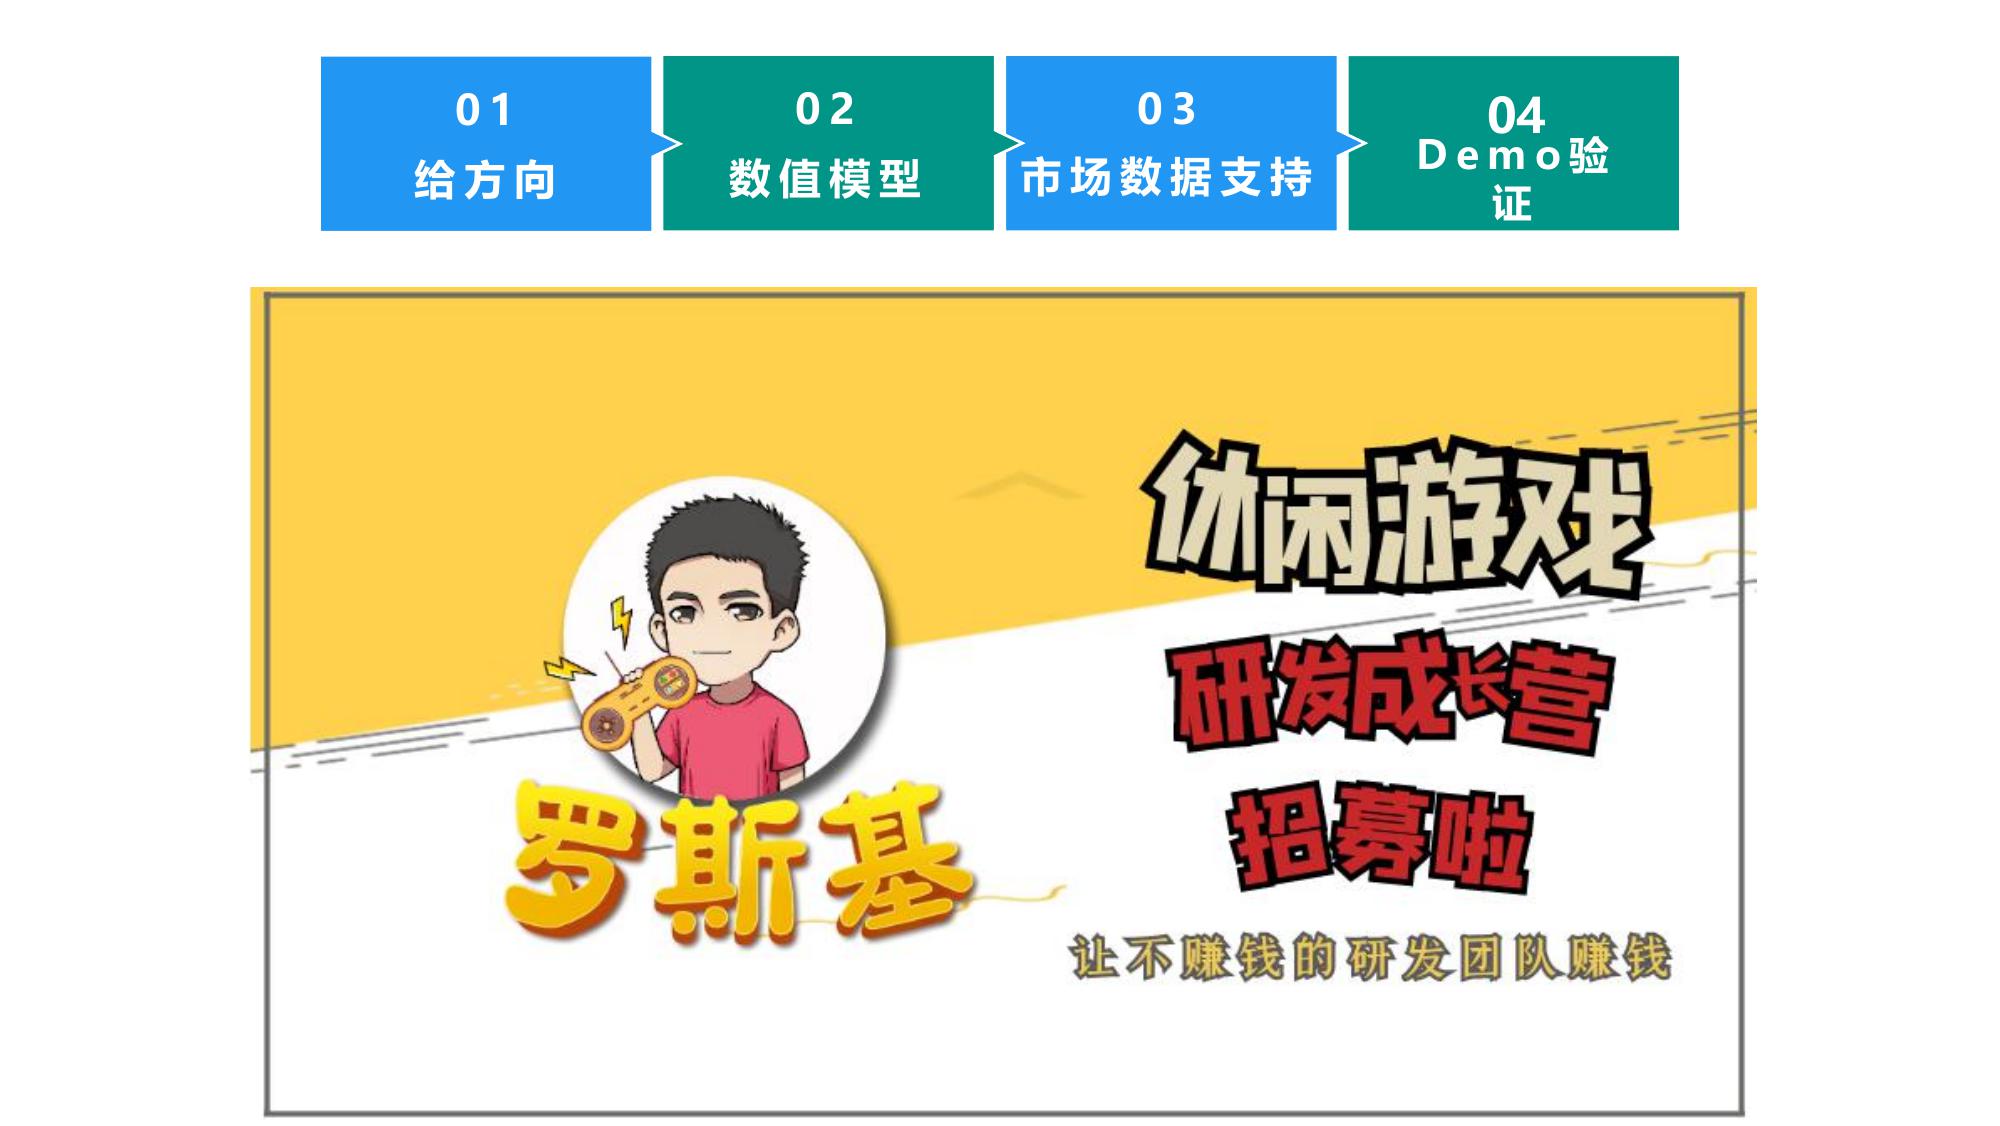 01
给方向
02
数值模型
03
市场数据支持
04
Demo验
证
休闲游戏
研发成长营
招募啦
罗斯基
让不赚钱的研发团队赚钱